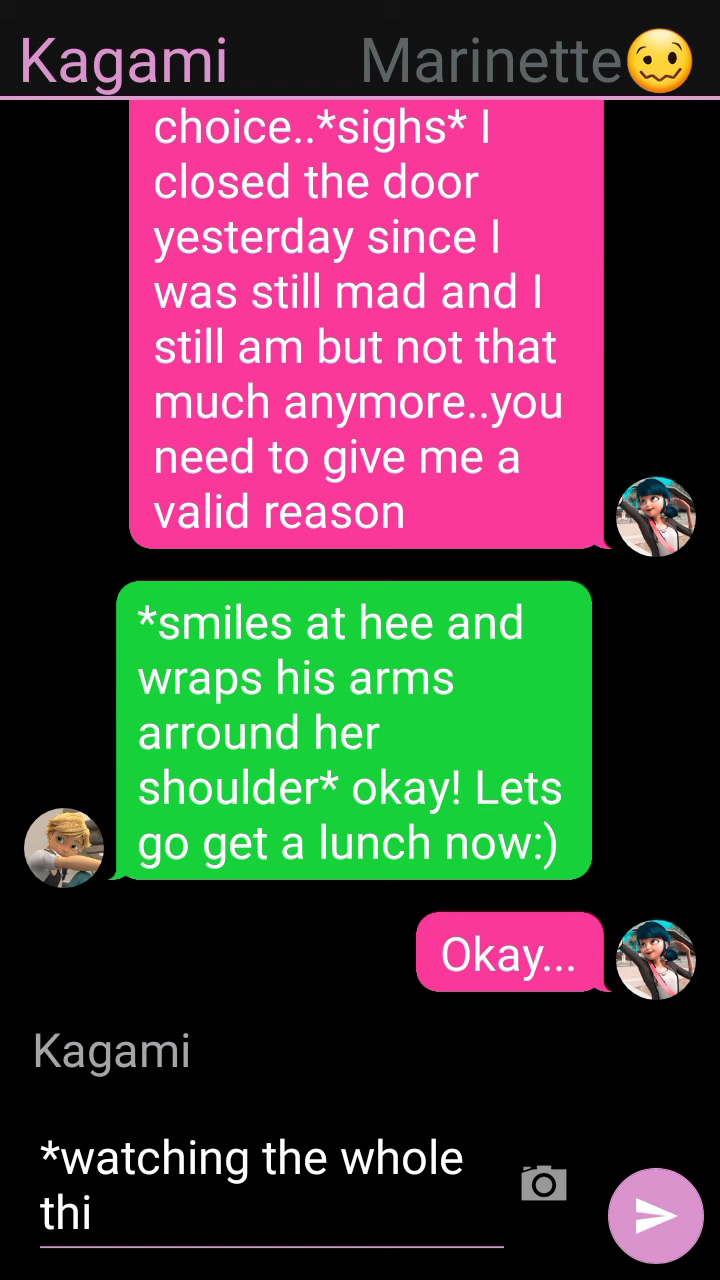 Kagami Marinette🥴
choice..*sighs* I
closed the door
yesterday since I
was still mad and I
still am but not that
much anymore..you
need to give me a
valid reason
*smiles at hee and
wraps his arms
arround her
shoulder* okay! Lets
go get a lunch now:)
Okay...
Kagami
*watching the whole
thi